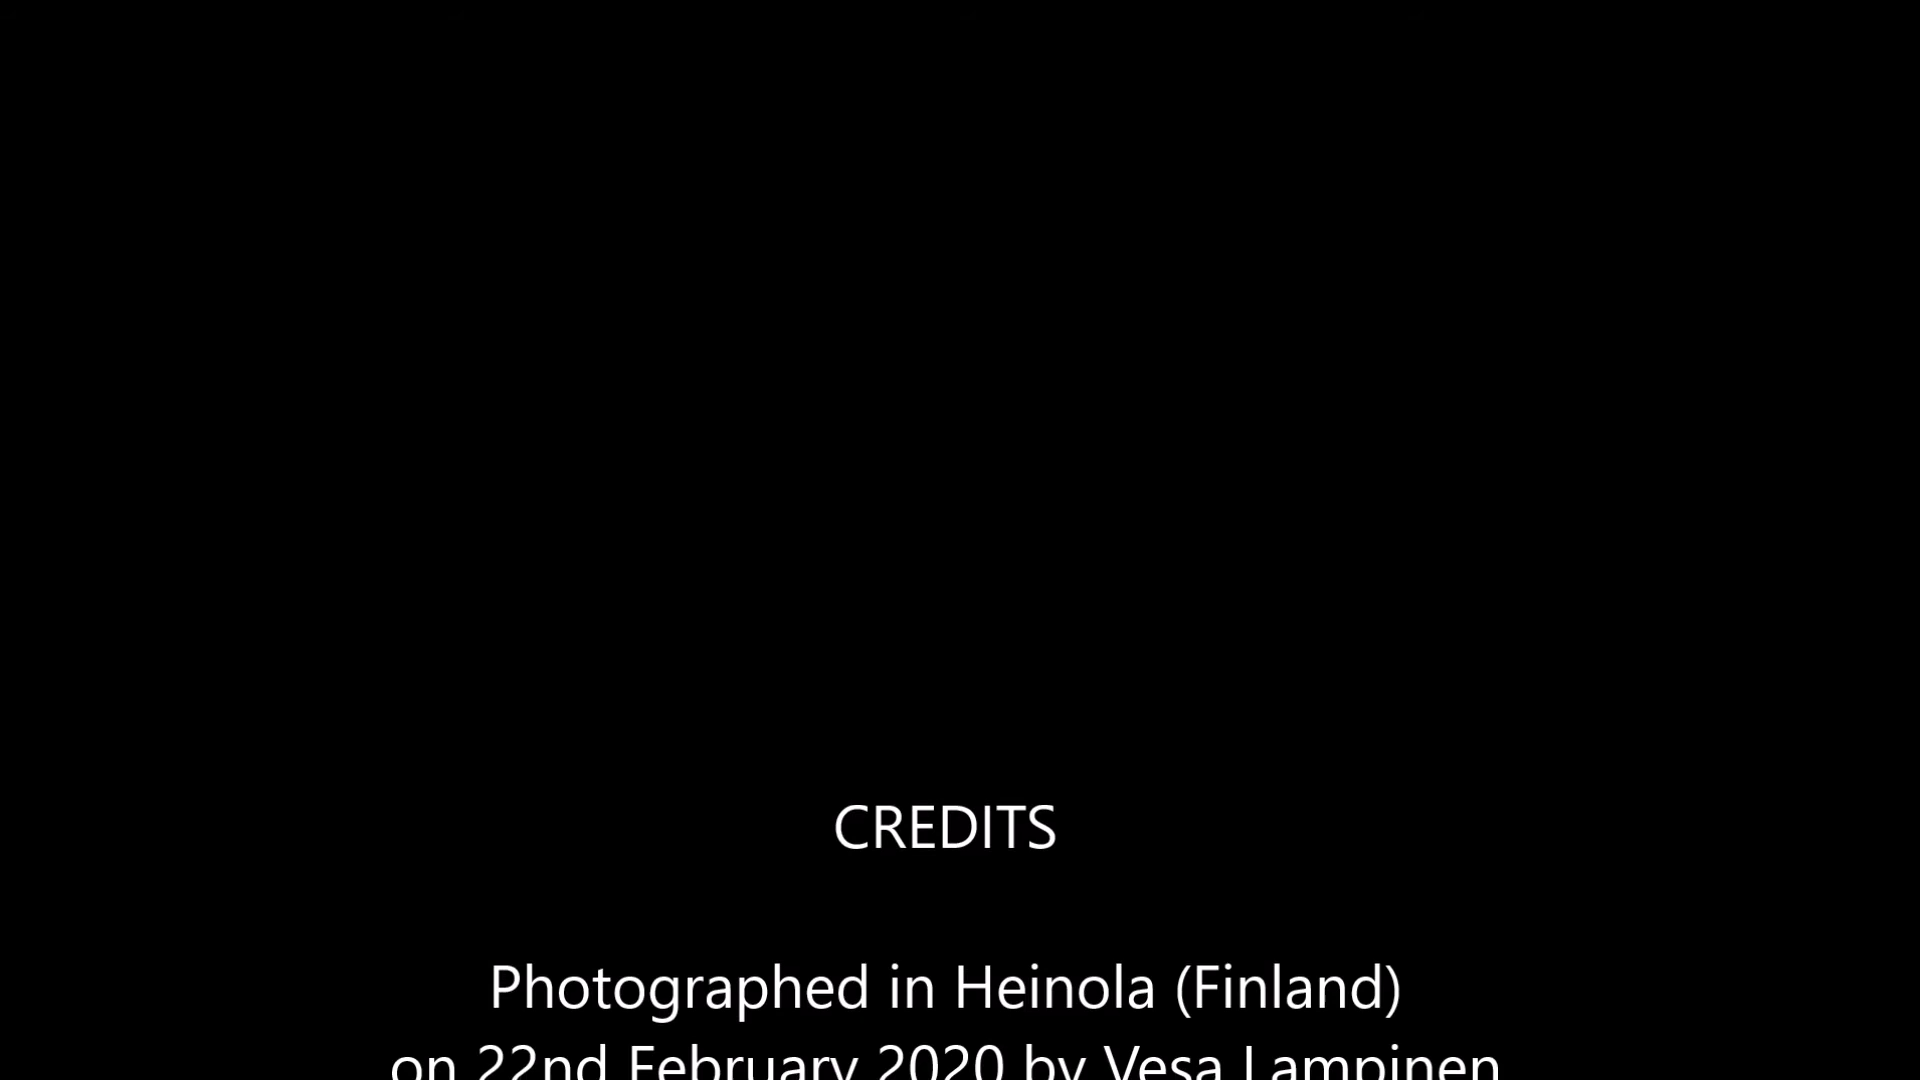 CREDITS
Photographed in Heinola (Finland)
on 22nd February 2020 by Vesa Lampinen